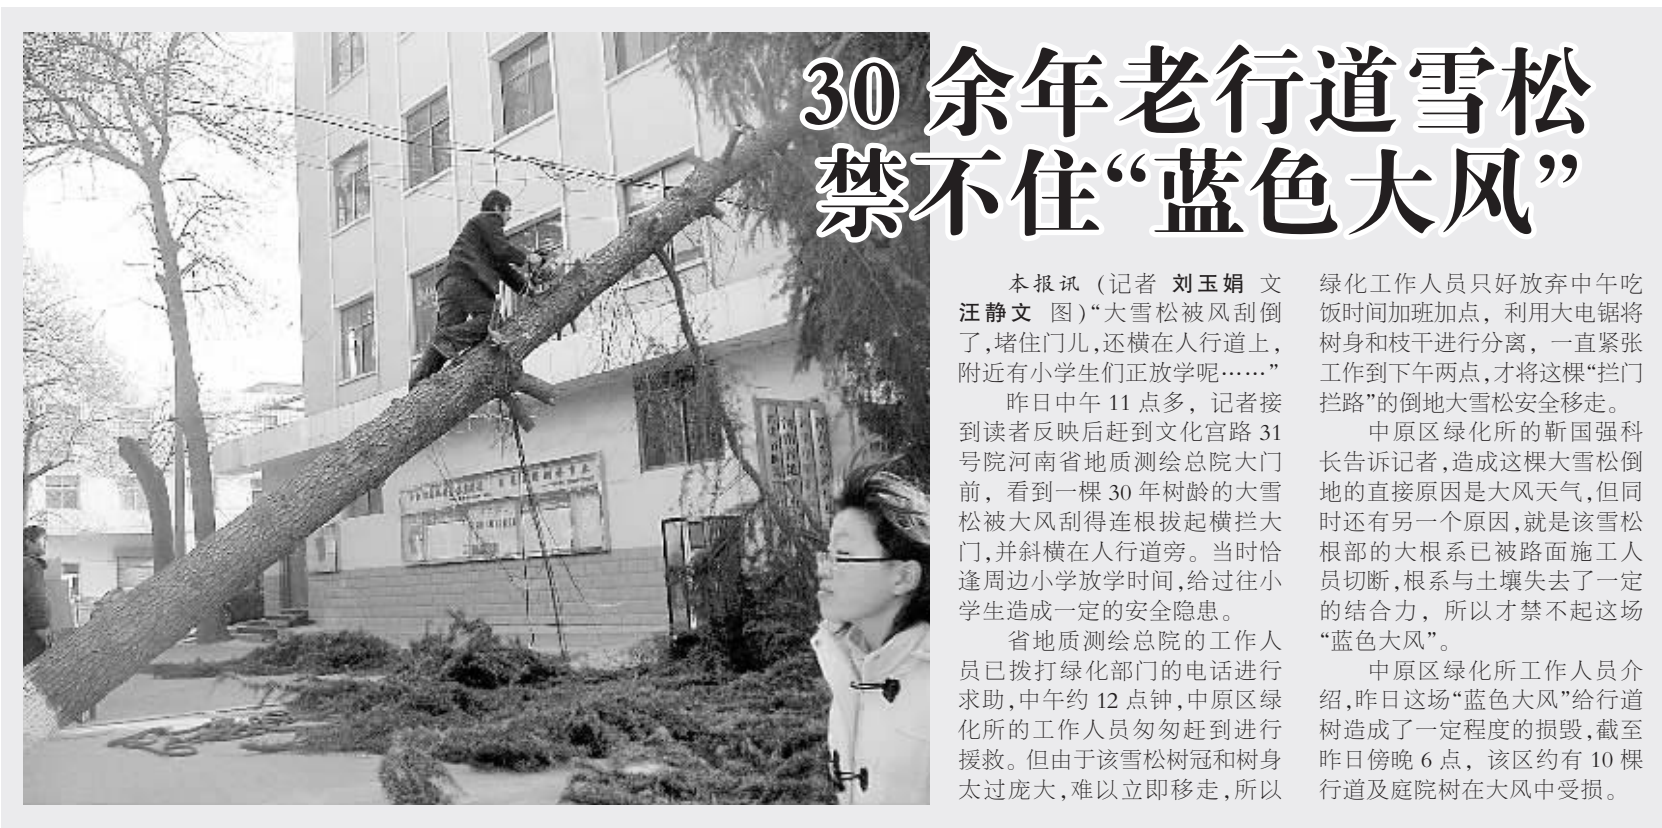 30 余年老行道雪松
禁不住“蓝色大风”
本报讯 (记者 刘玉娟 文
汪静文 图)“大雪松被风刮倒
了,堵住门儿,还横在人行道上,
附近有小学生们正放学呢……”
昨日中午 11 点多，记者接
到读者反映后赶到文化宫路 31
号院河南省地质测绘总院大门
前，看到一棵 30 年树龄的大雪
松被大风刮得连根拔起横拦大
门,并斜横在人行道旁。当时恰
逢周边小学放学时间,给过往小
学生造成一定的安全隐患。
省地质测绘总院的工作人
员已拨打绿化部门的电话进行
求助,中午约 12 点钟,中原区绿
化所的工作人员匆匆赶到进行
援救。但由于该雪松树冠和树身
太过庞大,难以立即移走,所以
绿化工作人员只好放弃中午吃
饭时间加班加点，利用大电锯将
树身和枝干进行分离，一直紧张
工作到下午两点,才将这棵“拦门
拦路”的倒地大雪松安全移走。
中原区绿化所的靳国强科
长告诉记者,造成这棵大雪松倒
地的直接原因是大风天气,但同
时还有另一个原因,就是该雪松
根部的大根系已被路面施工人
员切断,根系与土壤失去了一定
的结合力，所以才禁不起这场
“蓝色大风”。
中原区绿化所工作人员介
绍,昨日这场“蓝色大风”给行道
树造成了一定程度的损毁,截至
昨日傍晚 6 点，该区约有 10 棵
行道及庭院树在大风中受损。